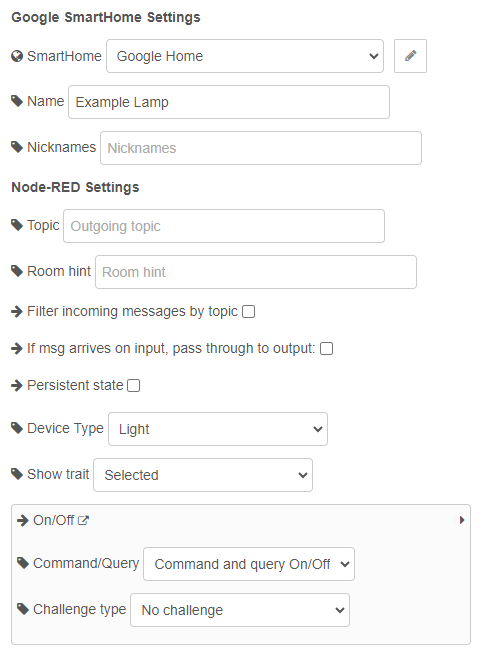 Google SmartHome Settings
SmartHome Google Home
Name Example Lamp
Nicknames Nicknames
Node-RED Settings
Topic Outgoing topic
Room hint Room hint
Filter incoming messages by topic
If msg arrives on input, pass through to output:
Persistent state
Device Type Light
Show trait Selected
On/Off
Command/Query Command and query On/Off
Challenge type No challenge